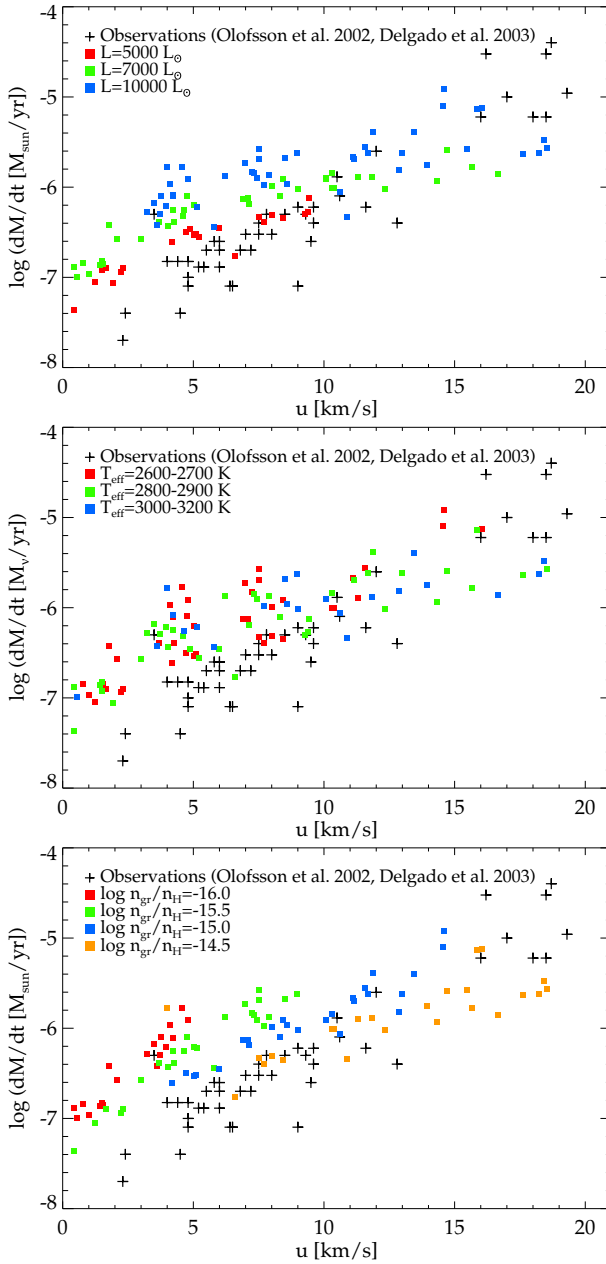 -4
+ Observations (Olofsson et al. 2002, Delgado et al. 2003)
L=5000 L⊙
L=7000 L⊙
L=10000 L⊙
-5
-6
-7
-8
log (dM/dt [M_sun/yr])
0 5 10 15 20
u [km/s]
-4
+ Observations (Olofsson et al. 2002, Delgado et al. 2003)
T_eff=2600-2700 K
T_eff=2800-2900 K
T_eff=3000-3200 K
-5
-6
-7
-8
log (dM/dt [M_v/yr])
0 5 10 15 20
u [km/s]
-4
+ Observations (Olofsson et al. 2002, Delgado et al. 2003)
log n_gr/n_H=-16.0
log n_gr/n_H=-15.5
log n_gr/n_H=-15.0
log n_gr/n_H=-14.5
-5
-6
-7
-8
log (dM/dt [M_sun/yr])
0 5 10 15 20
u [km/s]